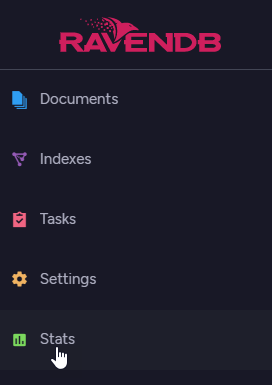 RAVENDB
Documents
Indexes
Tasks
Settings
Stats